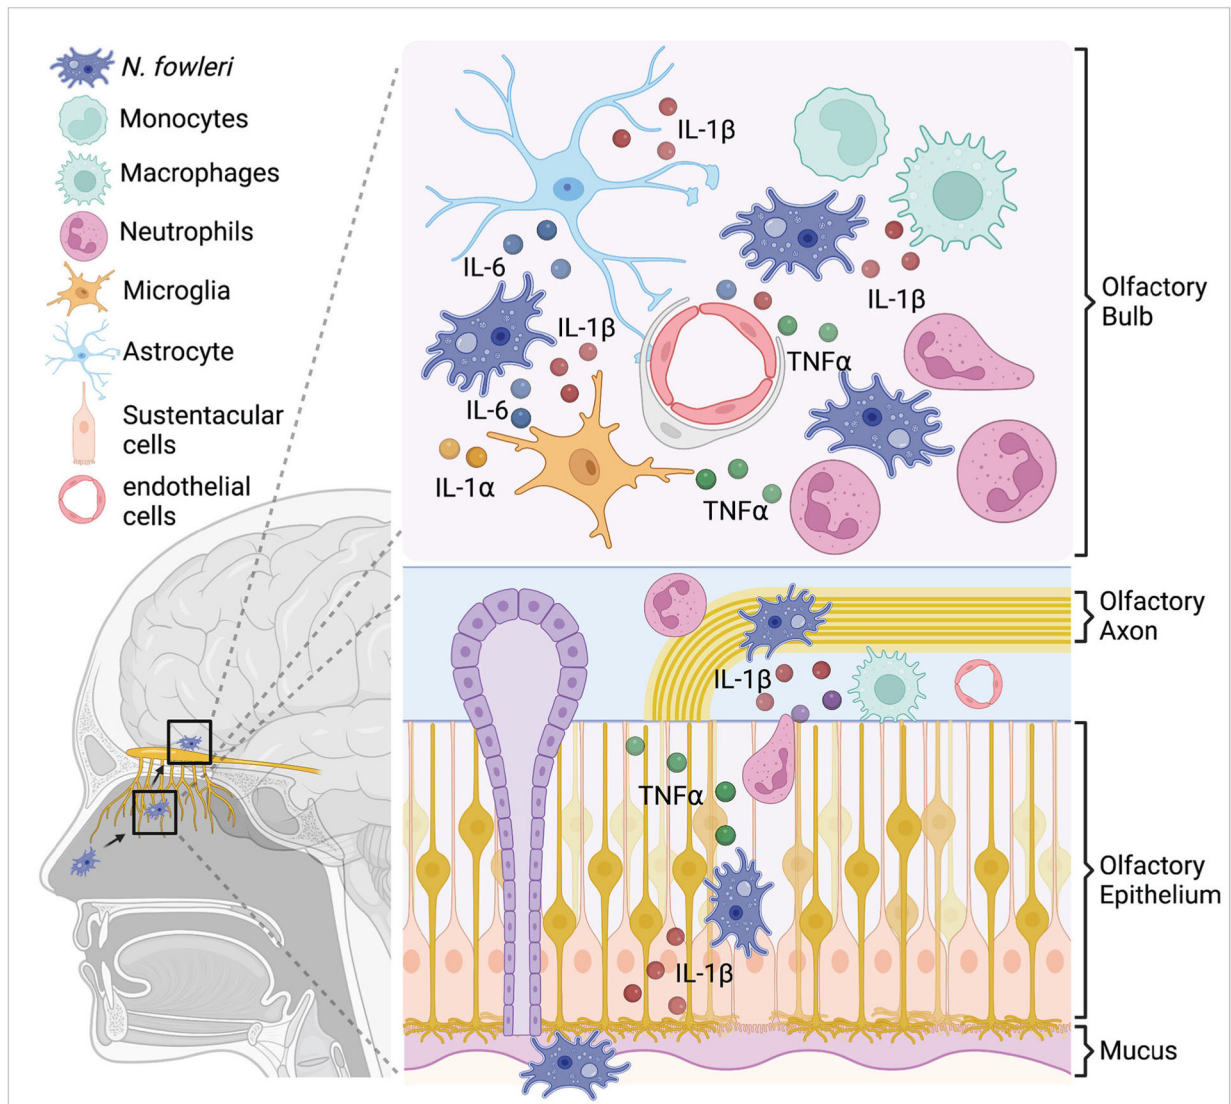 N. fowleri
Monocytes
Macrophages
Neutrophils
Microglia
Astrocyte
Sustentacular
cells
endothelial
cells
IL-1β
IL-6
IL-1β
IL-1β
TNFα
IL-6
IL-1α
TNFα
Olfactory
Bulb
IL-1β
Olfactory
Axon
TNFα
IL-1β
Olfactory
Epithelium
Mucus